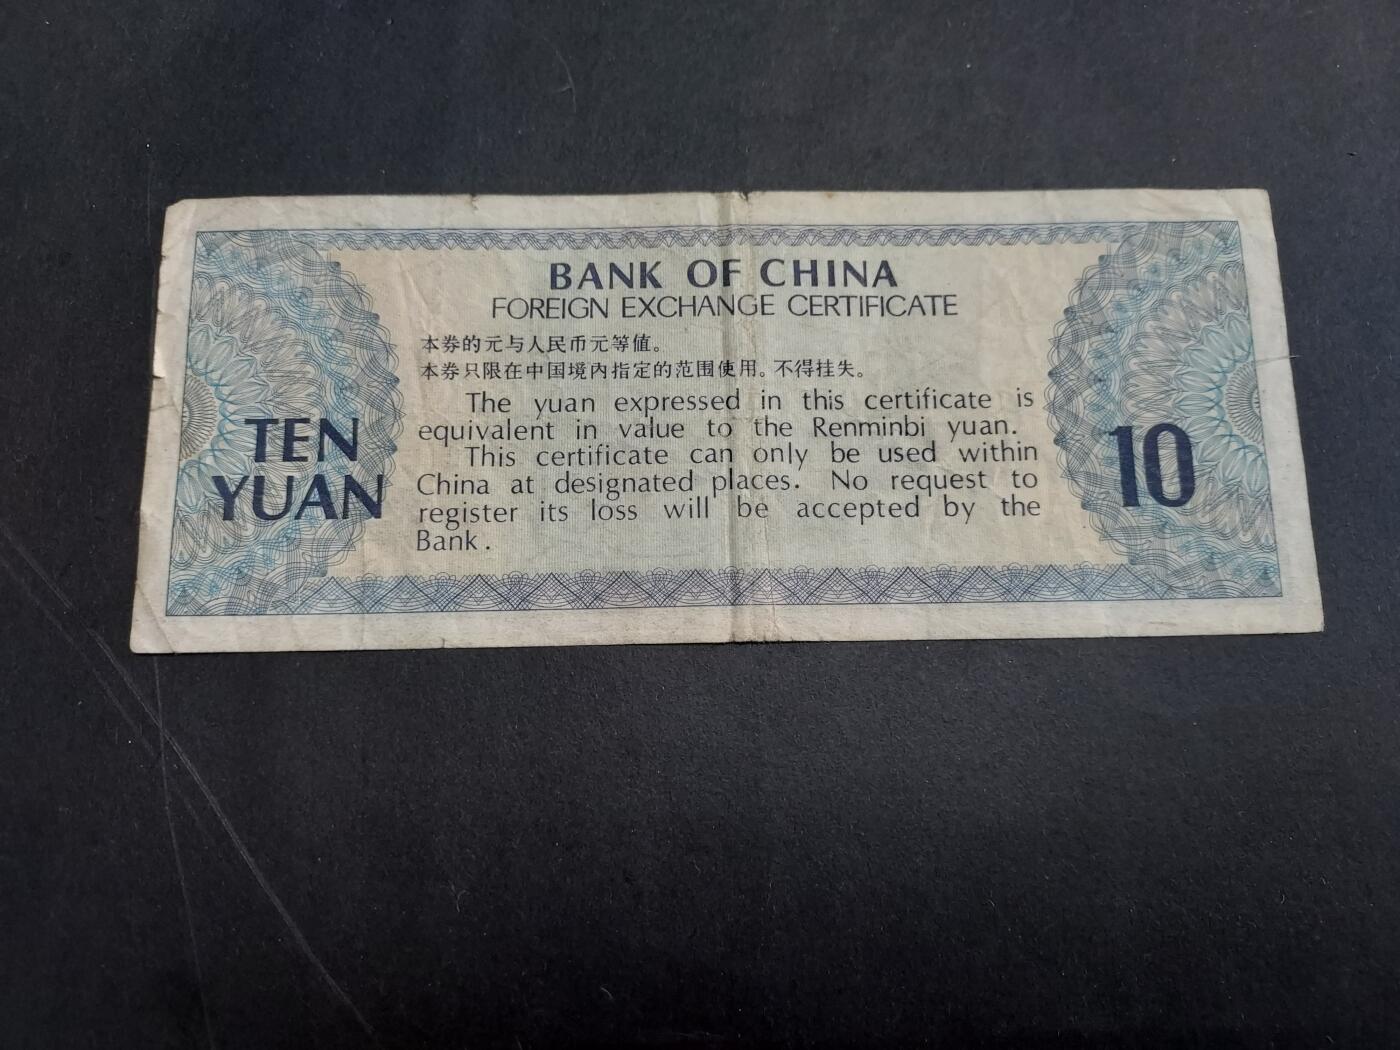 BANK OF CHINA
FOREIGN EXCHANGE CERTIFICATE
本券的元与人民币元等值。
本券只限在中国境内指定的范围使用。不得挂失。
The yuan expressed in this certificate is
equivalent in value to the Renminbi yuan.
This certificate can only be used within
China at designated places. No request to
register its loss will be accepted by the
Bank.
TEN
YUAN
10